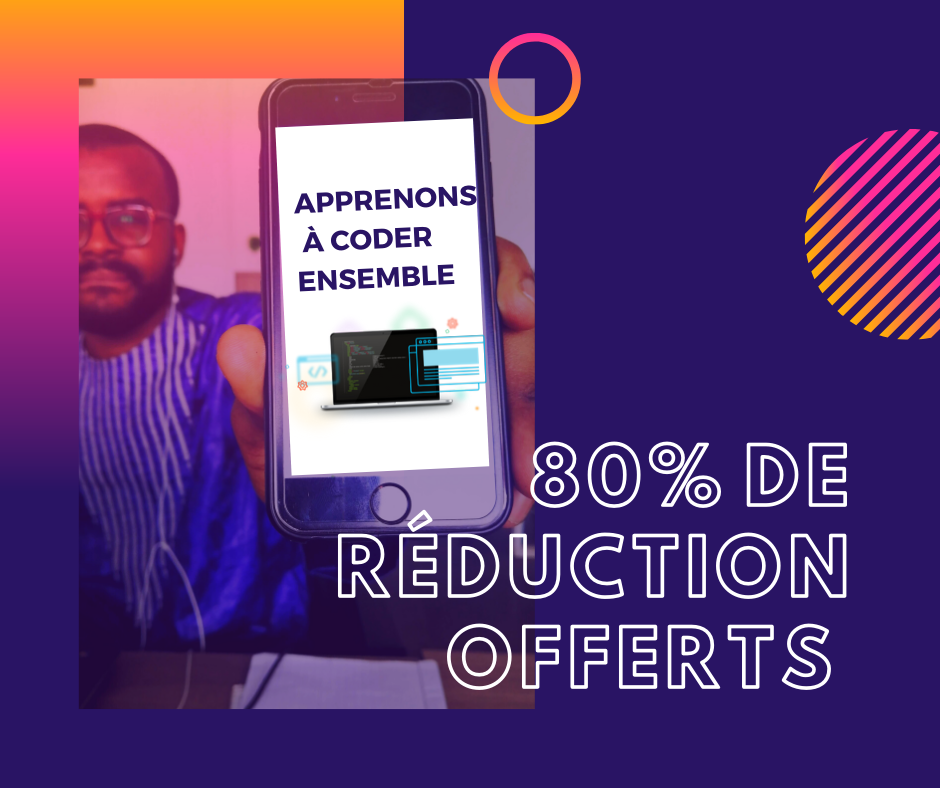 APPRENONS
À CODER
ENSEMBLE
80% DE
RÉDUCTION
OFFERTS